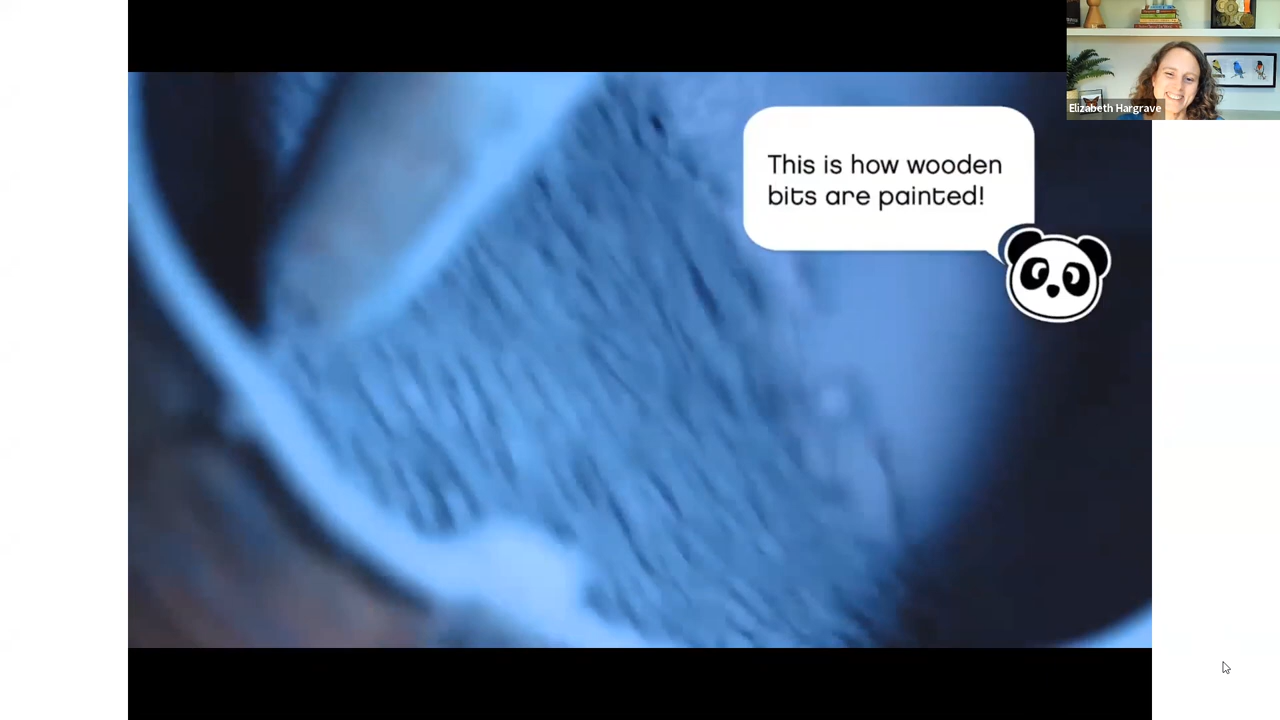 Elizabeth Hargrave
This is how wooden
bits are painted!